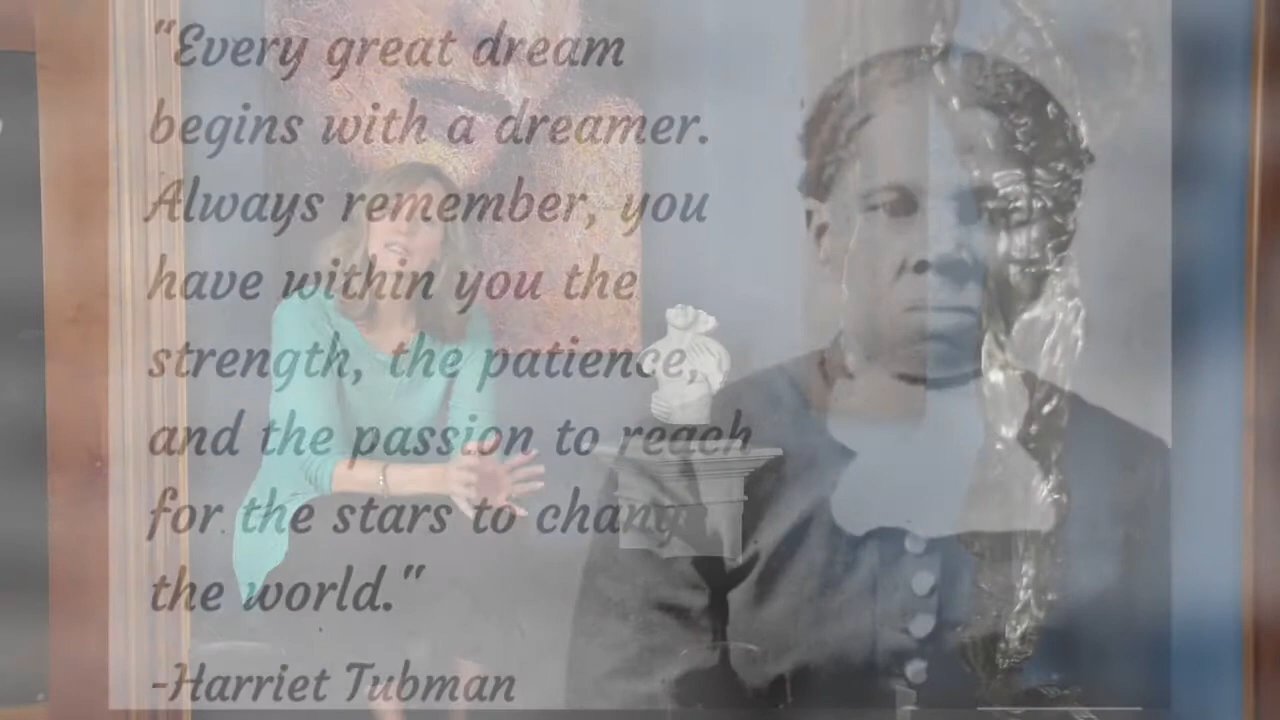 "Every great dream
begins with a dreamer.
Always remember, you
have within you the
strength, the patience,
and the passion to reach
for the stars to chang
the world."
-Harriet Tubman